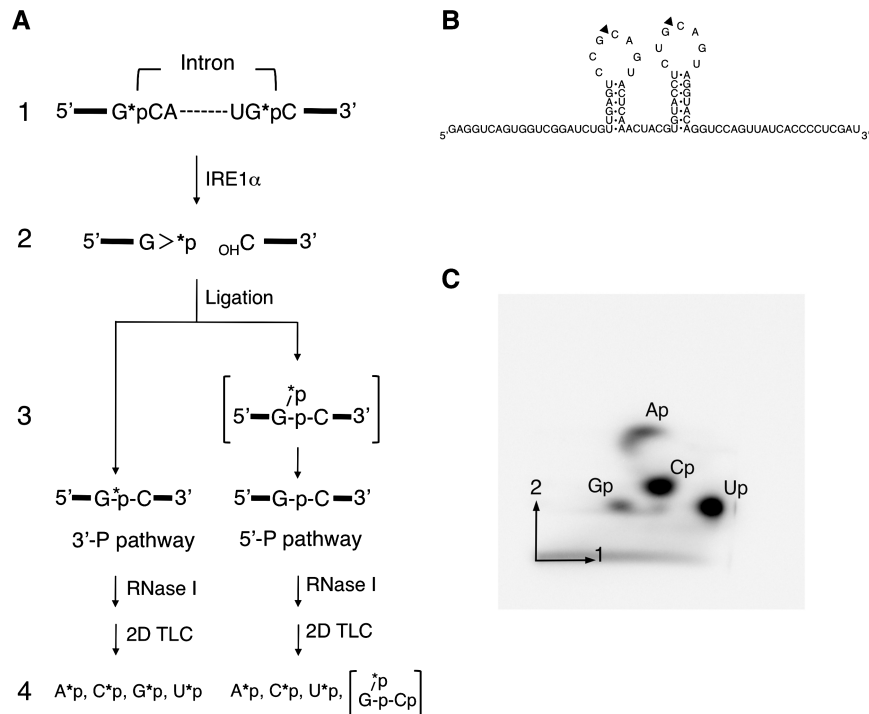 A
Intron
1 5' G*pCA------UG*pC 3'
IRE1α
2 5' G>*p OHC 3'
Ligation
3
*p
5' G-p-C 3'
5' G-*p-C 3' 5' G-p-C 3'
3'-P pathway 5'-P pathway
RNase I RNase I
2D TLC 2D TLC
4 A*p, C*p, G*p, U*p A*p, C*p, U*p,
*p
G-p-Cp
B
G C A G C A
C G U G
C U C U
5' GAGGUCAGUGGUCGGAUCUGU•AACUACGU•AGGUCCAGUUAUCACCCCUCGAU 3'
C
Ap
Cp
Gp Up
2
1